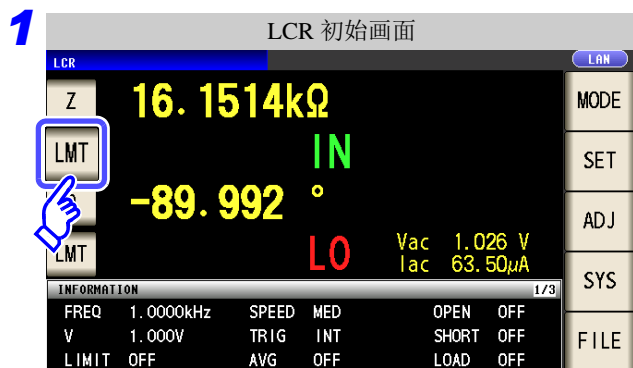 1
LCR 初始画面
LCR
LAN
Z
16.1514kΩ
MODE
LMT
IN
SET
-89.992 °
ADJ
LMT
LO
Vac 1.026 V
Iac 63.50μA
SYS
INFORMATION 1/3
FREQ 1.0000kHz SPEED MED OPEN OFF
V 1.000V TRIG INT SHORT OFF
LIMIT OFF AVG OFF LOAD OFF
FILE